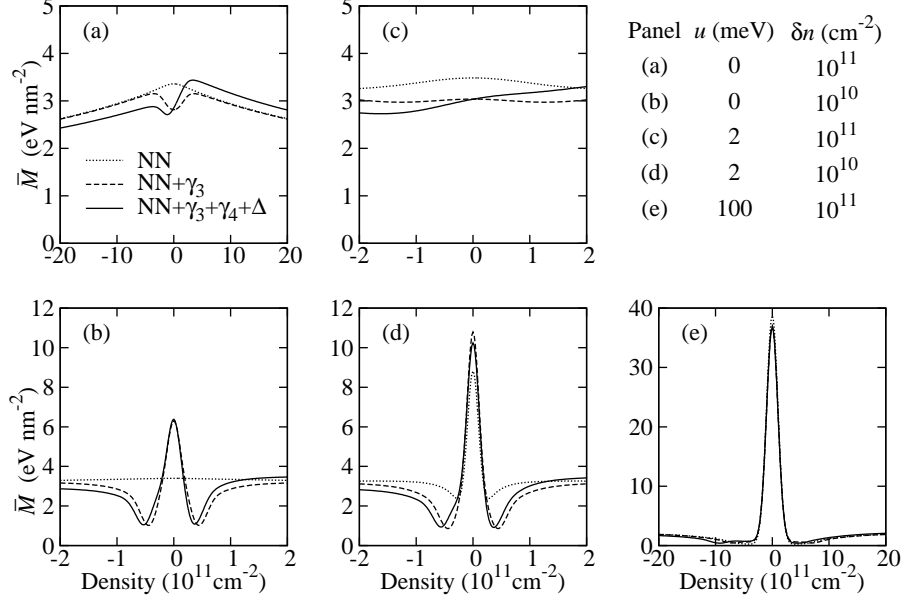 (a)
M̄ (eV nm⁻²)
5
4
3
2
1
0
NN
NN+γ₃
NN+γ₃+γ₄+Δ
-20 -10 0 10 20
(c)
5
4
3
2
1
0
-2 -1 0 1 2
Panel u (meV) δn (cm⁻²)
(a) 0 10¹¹
(b) 0 10¹⁰
(c) 2 10¹¹
(d) 2 10¹⁰
(e) 100 10¹¹
(b)
M̄ (eV nm⁻²)
12
10
8
6
4
2
0
-2 -1 0 1 2
Density (10¹¹cm⁻²)
(d)
12
10
8
6
4
2
0
-2 -1 0 1 2
Density (10¹¹cm⁻²)
(e)
40
30
20
10
0
-20 -10 0 10 20
Density (10¹¹cm⁻²)